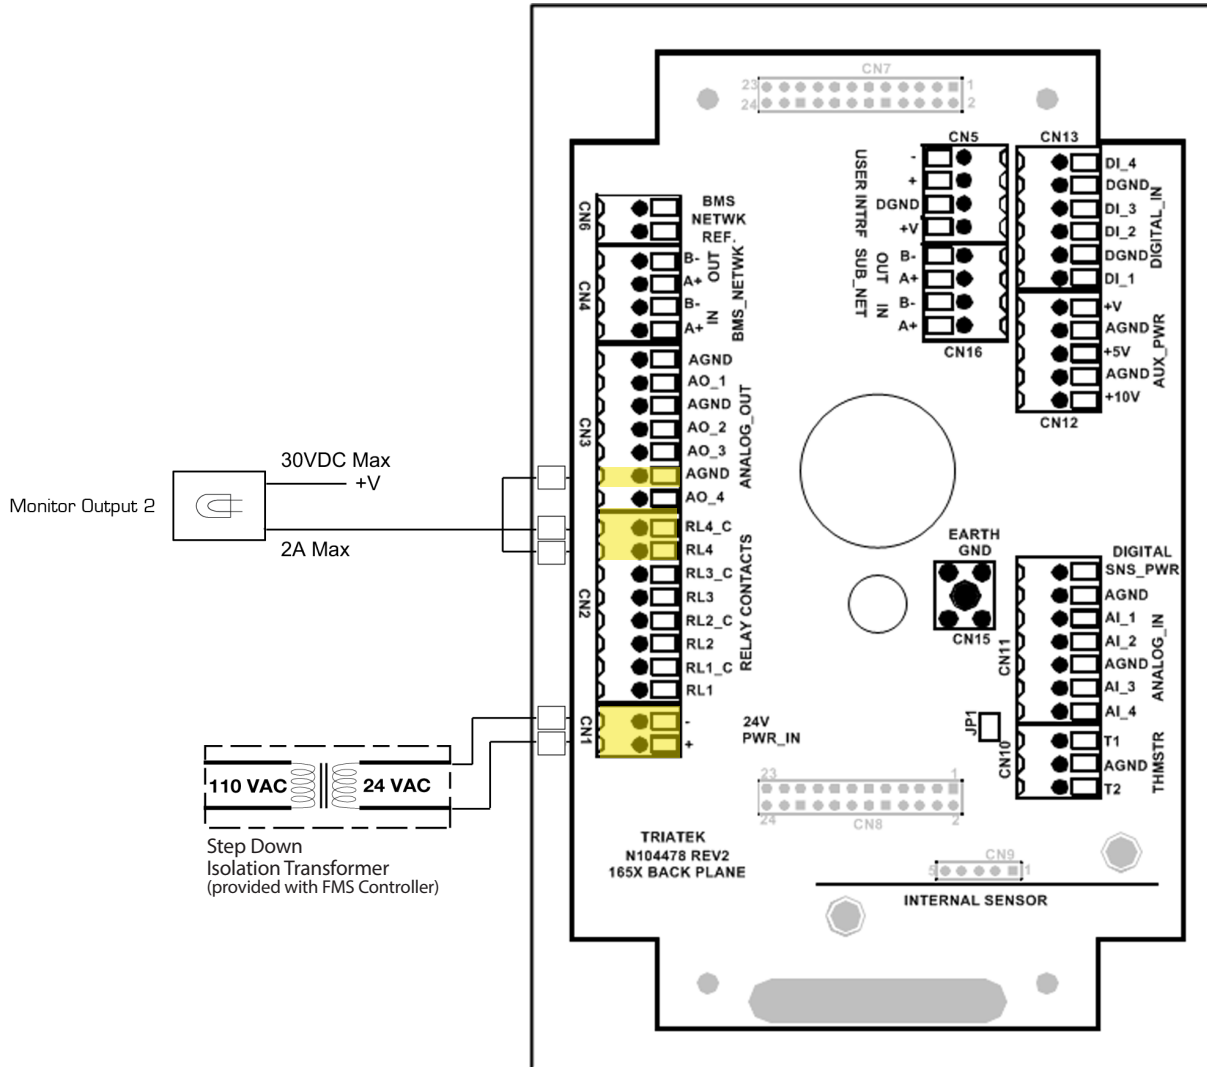 CN7
23
1
24
2
CN5
CN13
-
+
DGND
+V
USER INTRF
DI_4
DGND
DI_3
DI_2
DGND
DI_1
DIGITAL_IN
B-
A+
B-
A+
OUT IN
SUB_NET
CN16
+V
AGND
+5V
AGND
+10V
AUX_PWR
CN12
CN6
BMS
NETWK
REF.
CN4
B-
A+
B-
A+
OUT
IN
BMS_NETWK
CN3
AGND
AO_1
AGND
AO_2
AO_3
AGND
AO_4
ANALOG_OUT
30VDC Max
+V
Monitor Output 2
2A Max
CN2
RL4_C
RL4
RL3_C
RL3
RL2_C
RL2
RL1_C
RL1
RELAY CONTACTS
EARTH
GND
CN15
DIGITAL
SNS_PWR
AGND
AI_1
AI_2
AGND
AI_3
AI_4
ANALOG_IN
CN11
CN1
-
+
24V
PWR_IN
JP1
CN10
T1
AGND
T2
THMSTR
110 VAC
24 VAC
Step Down
Isolation Transformer
(provided with FMS Controller)
23
1
24
2
CN8
TRIATEK
N104478 REV2
165X BACK PLANE
CN9
5
1
INTERNAL SENSOR